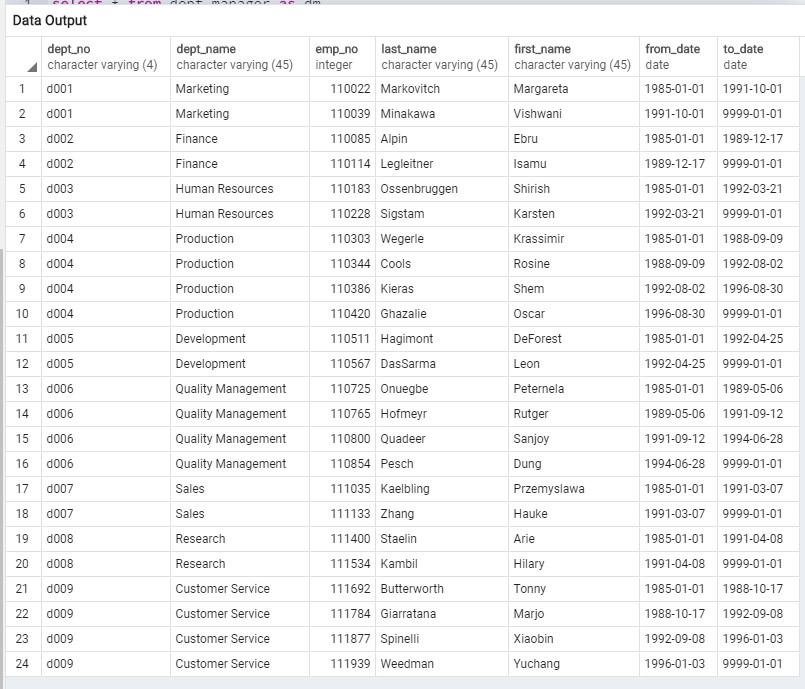 1 select * from dept_manager as dm
Data Output
dept_no dept_name emp_no last_name first_name from_date to_date
character varying (4) character varying (45) integer character varying (45) character varying (45) date date
1 d001 Marketing 110022 Markovitch Margareta 1985-01-01 1991-10-01
2 d001 Marketing 110039 Minakawa Vishwani 1991-10-01 9999-01-01
3 d002 Finance 110085 Alpin Ebru 1985-01-01 1989-12-17
4 d002 Finance 110114 Legleitner Isamu 1989-12-17 9999-01-01
5 d003 Human Resources 110183 Ossenbruggen Shirish 1985-01-01 1992-03-21
6 d003 Human Resources 110228 Sigstam Karsten 1992-03-21 9999-01-01
7 d004 Production 110303 Wegerle Krassimir 1985-01-01 1988-09-09
8 d004 Production 110344 Cools Rosine 1988-09-09 1992-08-02
9 d004 Production 110386 Kieras Shem 1992-08-02 1996-08-30
10 d004 Production 110420 Ghazalie Oscar 1996-08-30 9999-01-01
11 d005 Development 110511 Hagimont DeForest 1985-01-01 1992-04-25
12 d005 Development 110567 DasSarma Leon 1992-04-25 9999-01-01
13 d006 Quality Management 110725 Onuegbe Peternela 1985-01-01 1989-05-06
14 d006 Quality Management 110765 Hofmeyr Rutger 1989-05-06 1991-09-12
15 d006 Quality Management 110800 Quadeer Sanjoy 1991-09-12 1994-06-28
16 d006 Quality Management 110854 Pesch Dung 1994-06-28 9999-01-01
17 d007 Sales 111035 Kaelbling Przemyslawa 1985-01-01 1991-03-07
18 d007 Sales 111133 Zhang Hauke 1991-03-07 9999-01-01
19 d008 Research 111400 Staelin Arie 1985-01-01 1991-04-08
20 d008 Research 111534 Kambil Hilary 1991-04-08 9999-01-01
21 d009 Customer Service 111692 Butterworth Tonny 1985-01-01 1988-10-17
22 d009 Customer Service 111784 Giarratana Marjo 1988-10-17 1992-09-08
23 d009 Customer Service 111877 Spinelli Xiaobin 1992-09-08 1996-01-03
24 d009 Customer Service 111939 Weedman Yuchang 1996-01-03 9999-01-01